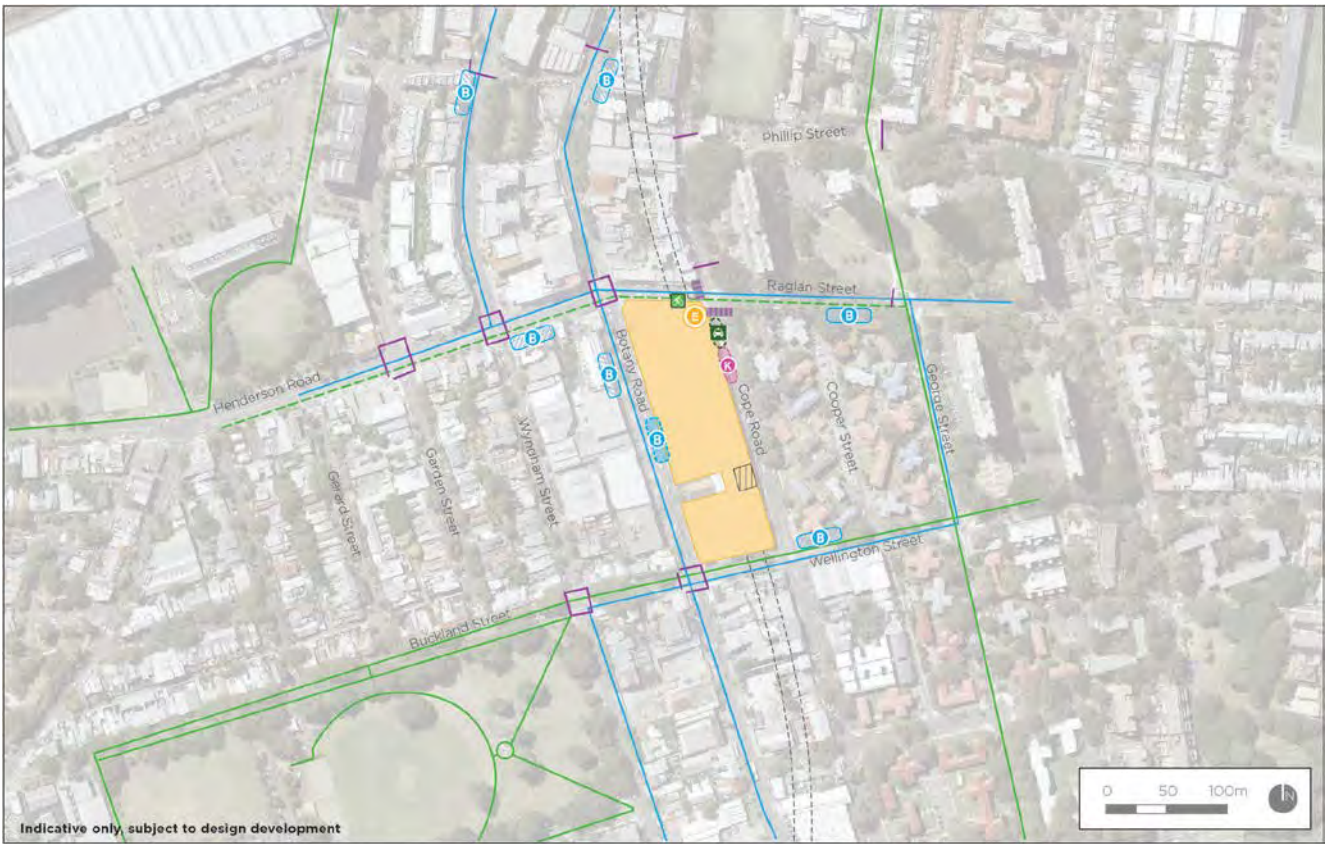 B
B
Phillip Street
Raglan Street
E
B
B
B
K
Botany Road
Cope Road
Cooper Street
George Street
Henderson Road
B
Wyndham Street
Garden Street
Gerard Street
B
Wellington Street
Buckland Street
0 50 100m
N
Indicative only, subject to design development